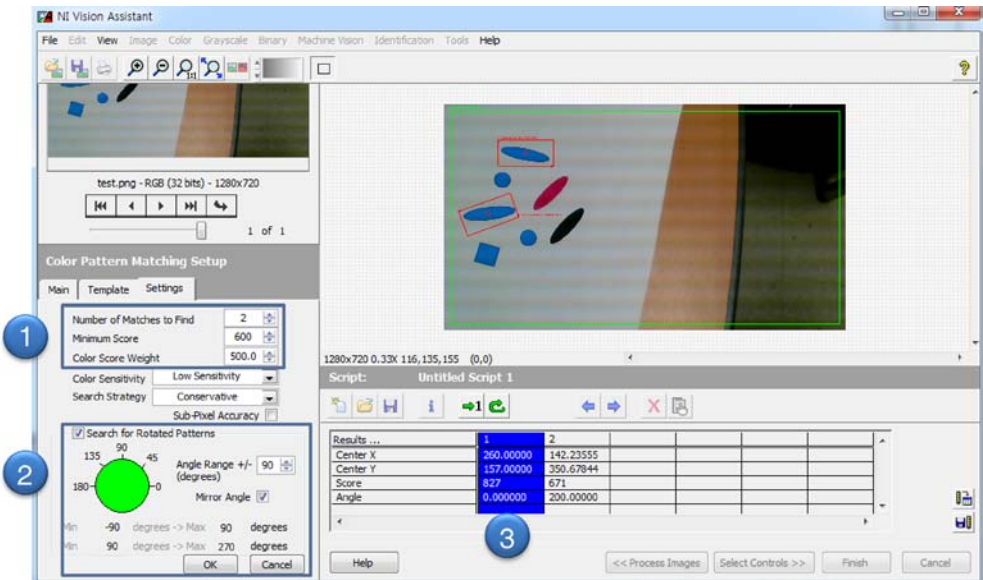 NI Vision Assistant
File Edit View Image Color Grayscale Binary Machine Vision Identification Tools Help
1:1
?
test.png - RGB (32 bits) - 1280x720
1 of 1
Color Pattern Matching Setup
Main Template Settings
1
Number of Matches to Find 2
Minimum Score 600
Color Score Weight 500.0
Color Sensitivity Low Sensitivity
Search Strategy Conservative
Sub-Pixel Accuracy
2
Search for Rotated Patterns
90
135 45
180 0
Angle Range +/- 90
(degrees)
Mirror Angle
Min -90 degrees -> Max 90 degrees
Min 90 degrees -> Max 270 degrees
OK Cancel
1280x720 0.33X 116,135,155 (0,0)
Script: Untitled Script 1
1
Results ... 1 2
Center X 260.00000 142.23555
Center Y 157.00000 350.67844
Score 827 671
Angle 0.000000 200.00000
3
Help << Process Images Select Controls >> Finish Cancel